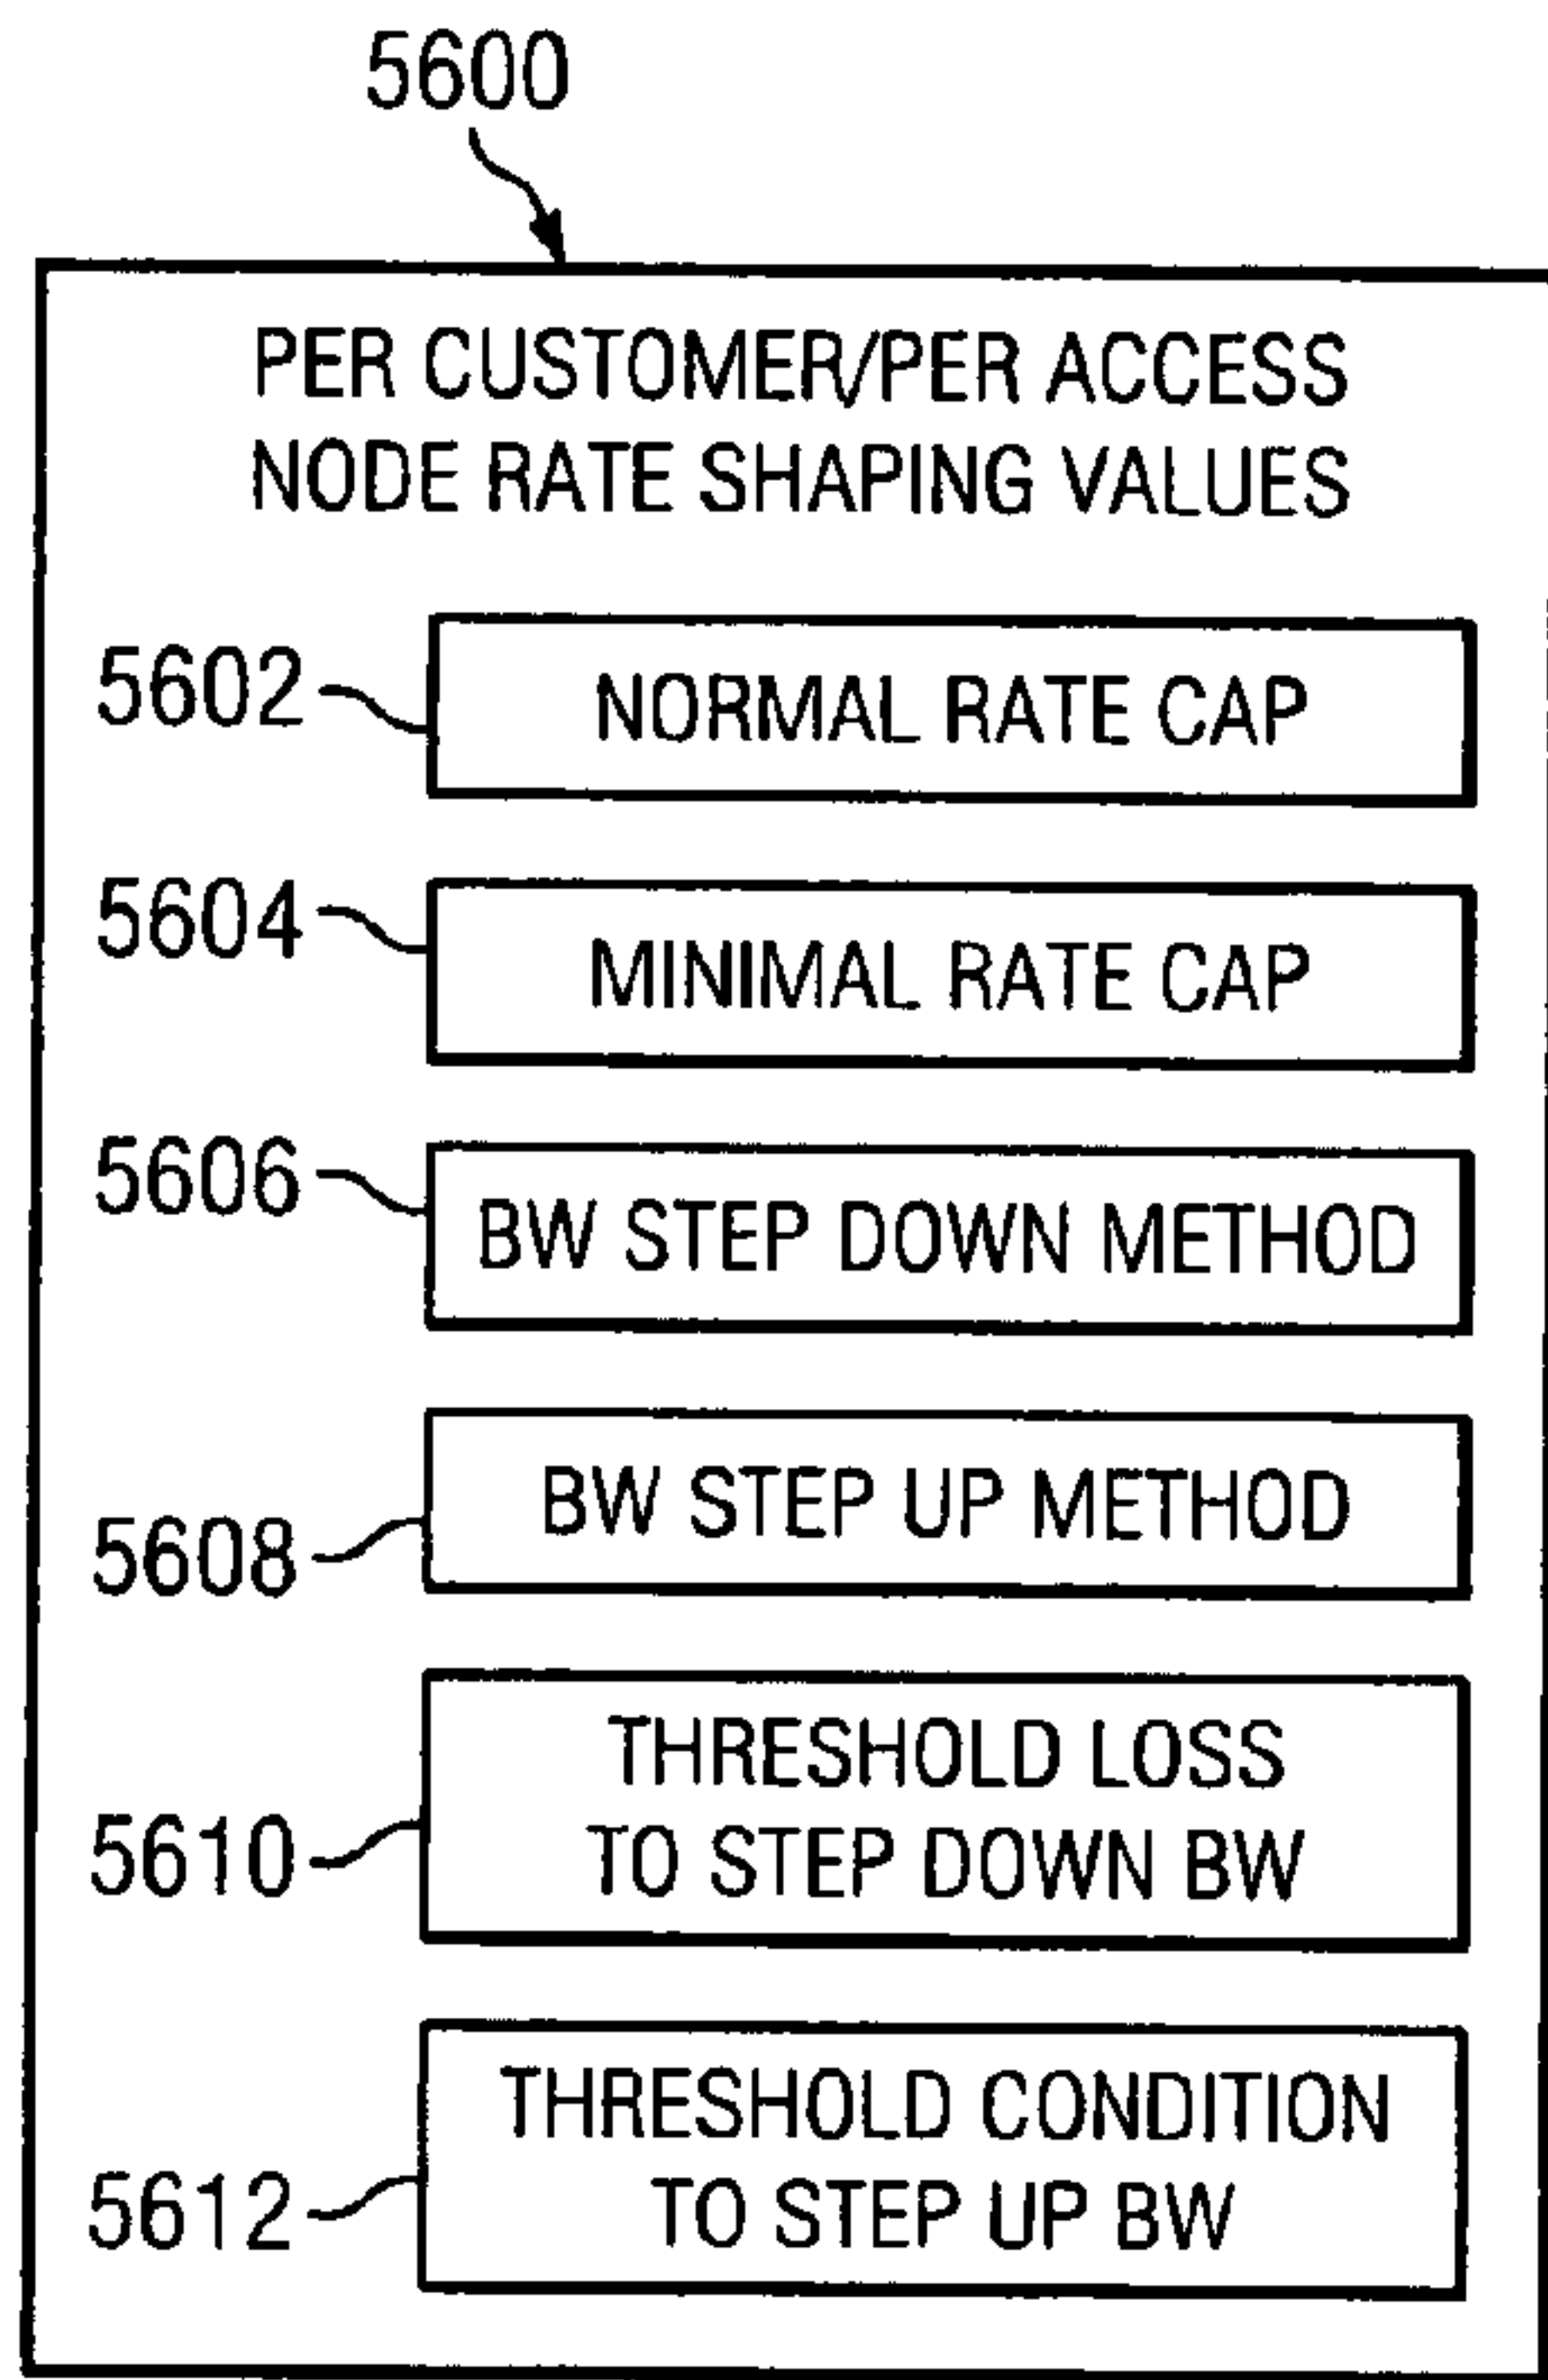 5600
PER CUSTOMER/PER ACCESS
NODE RATE SHAPING VALUES
5602
NORMAL RATE CAP
5604
MINIMAL RATE CAP
5606
BW STEP DOWN METHOD
5608
BW STEP UP METHOD
5610
THRESHOLD LOSS
TO STEP DOWN BW
5612
THRESHOLD CONDITION
TO STEP UP BW